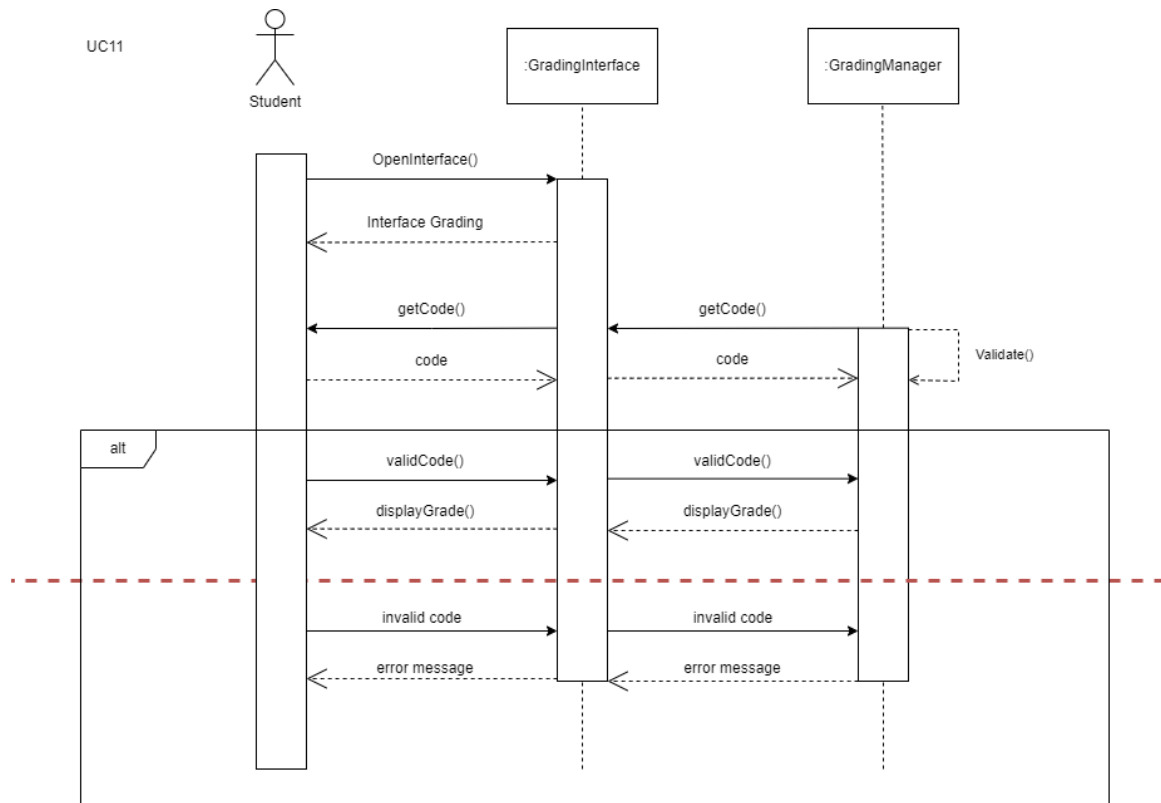 UC11
Student
:GradingInterface
:GradingManager
OpenInterface()
Interface Grading
getCode()
getCode()
Validate()
code
code
alt
validCode()
validCode()
displayGrade()
displayGrade()
invalid code
invalid code
error message
error message